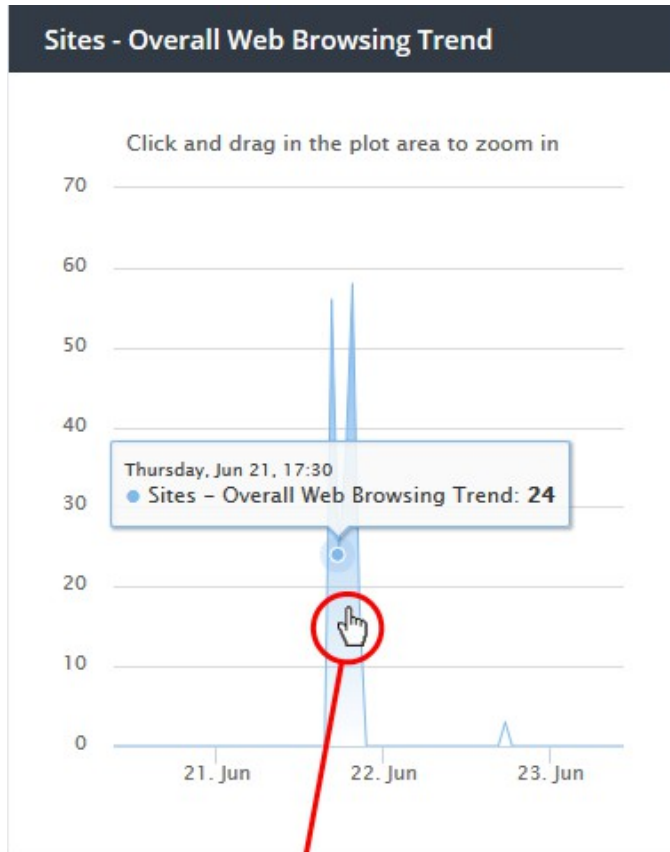 Sites - Overall Web Browsing Trend
Click and drag in the plot area to zoom in
70
60
50
40
Thursday, Jun 21, 17:30
Sites - Overall Web Browsing Trend: 24
30
20
10
0
21. Jun 22. Jun 23. Jun